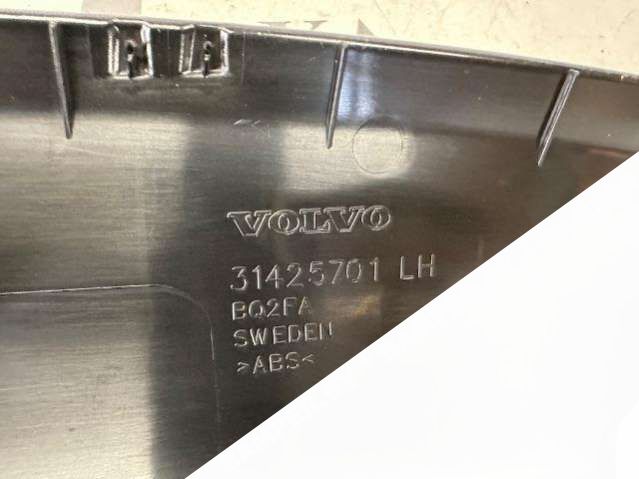 VOLVO
31425701 LH
BQ2FA
SWEDEN
>ABS<